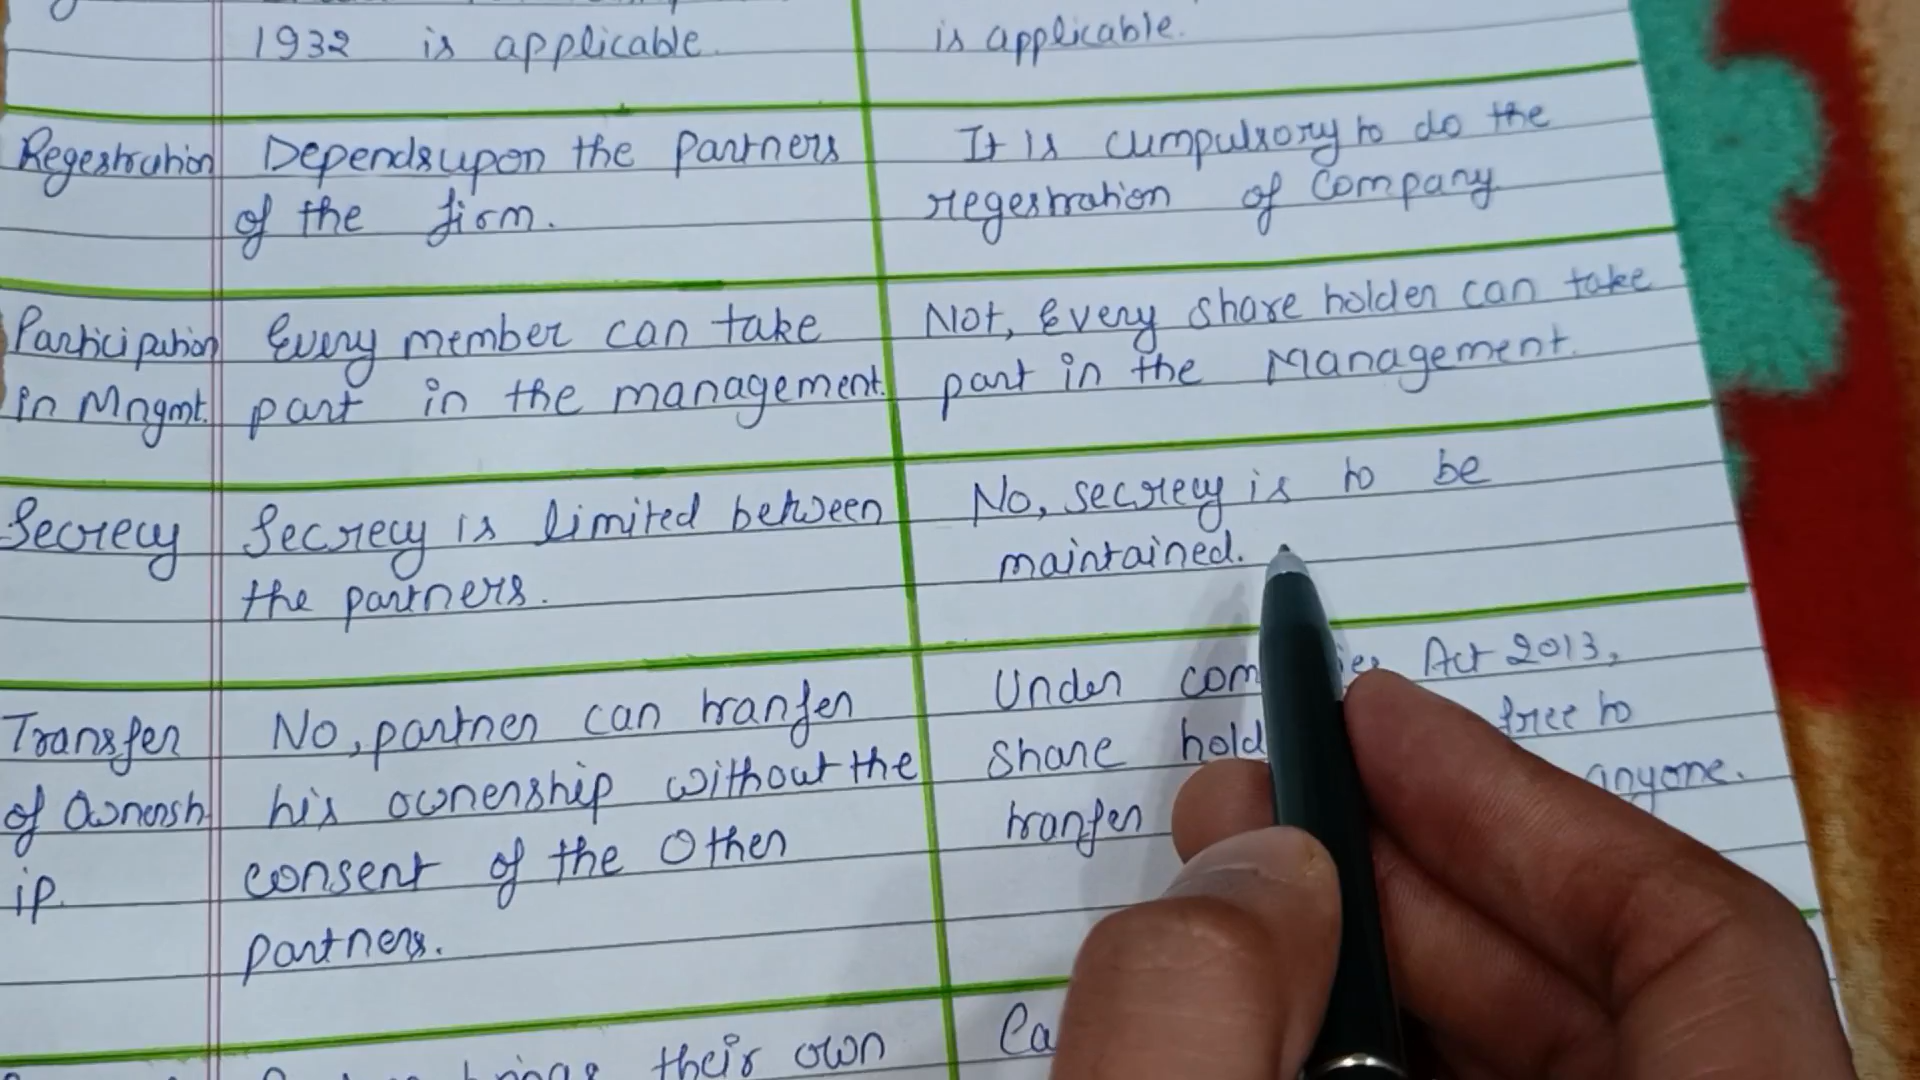 1932 is applicable.
is applicable.
Regestration
Depends upon the partners
of the firm.
It is cumpulsory to do the
regestration of Company
Participation
in Mngmt.
Every member can take
part in the management.
Not, Every share holder can take
part in the Management.
Secrecy
Secrecy is limited between
the partners.
No, secrecy is to be
maintained.
Transfer
of Ownersh
ip.
No, partner can tranfer
his ownership without the
consent of the Other
partners.
Under Act 2013,
share free to
tranfer anyone.
their own